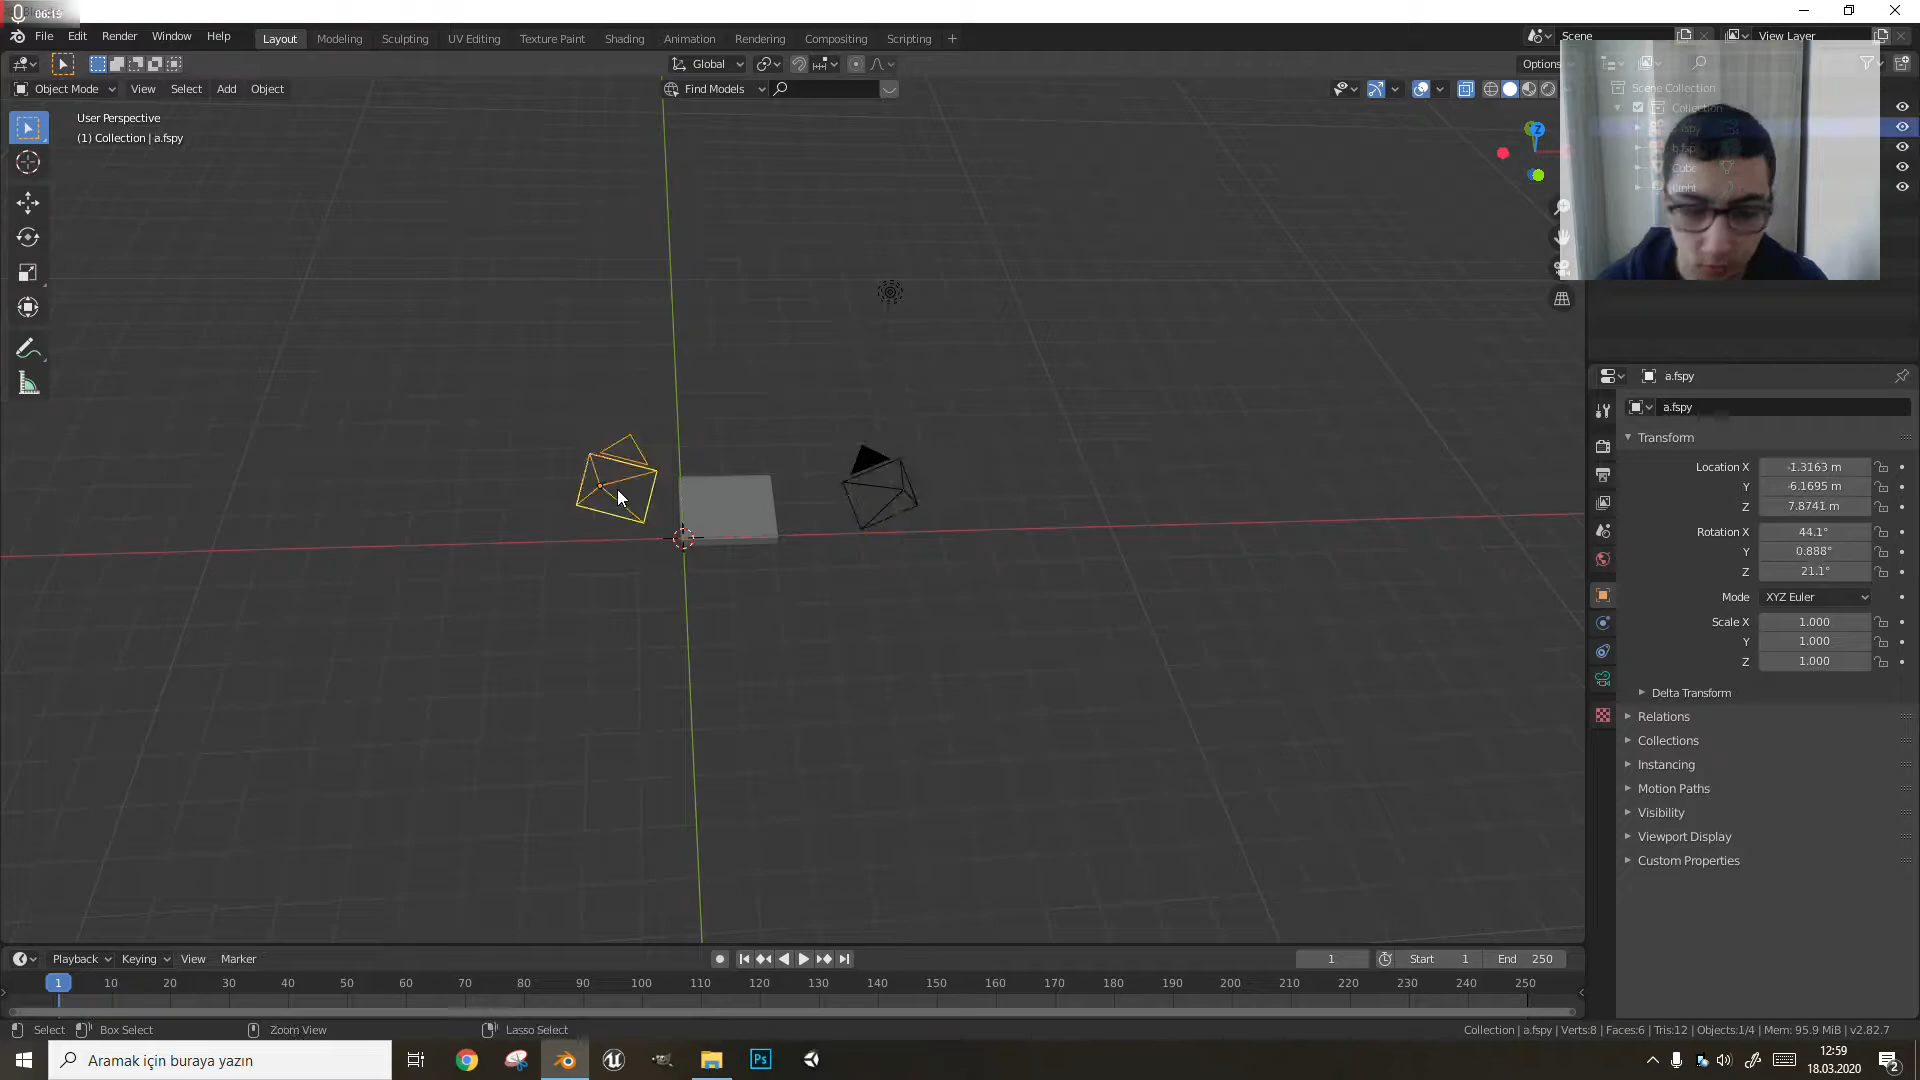 06:19
File Edit Render Window Help
Layout Modeling Sculpting UV Editing Texture Paint Shading Animation Rendering Compositing Scripting
Scene View Layer
Global Options
Object Mode View Select Add Object
Find Models
User Perspective
(1) Collection | a.fspy
Z
Scene Collection
Collection
Cube
Light
a.fspy
a.fspy
Transform
Location X -1.3163 m
Y -6.1695 m
Z 7.8741 m
Rotation X 44.1°
Y 0.888°
Z 21.1°
Mode XYZ Euler
Scale X 1.000
Y 1.000
Z 1.000
Delta Transform
Relations
Collections
Instancing
Motion Paths
Visibility
Viewport Display
Custom Properties
Playback Keying View Marker
1 Start 1 End 250
1 10 20 30 40 50 60 70 80 90 100 110 120 130 140 150 160 170 180 190 200 210 220 230 240 250
Select Box Select Zoom View Lasso Select
Collection | a.fspy | Verts:8 | Faces:6 | Tris:12 | Objects:1/4 | Mem: 95.9 MiB | v2.82.7
Aramak için buraya yazın
Ps
12:59
18.03.2020
2